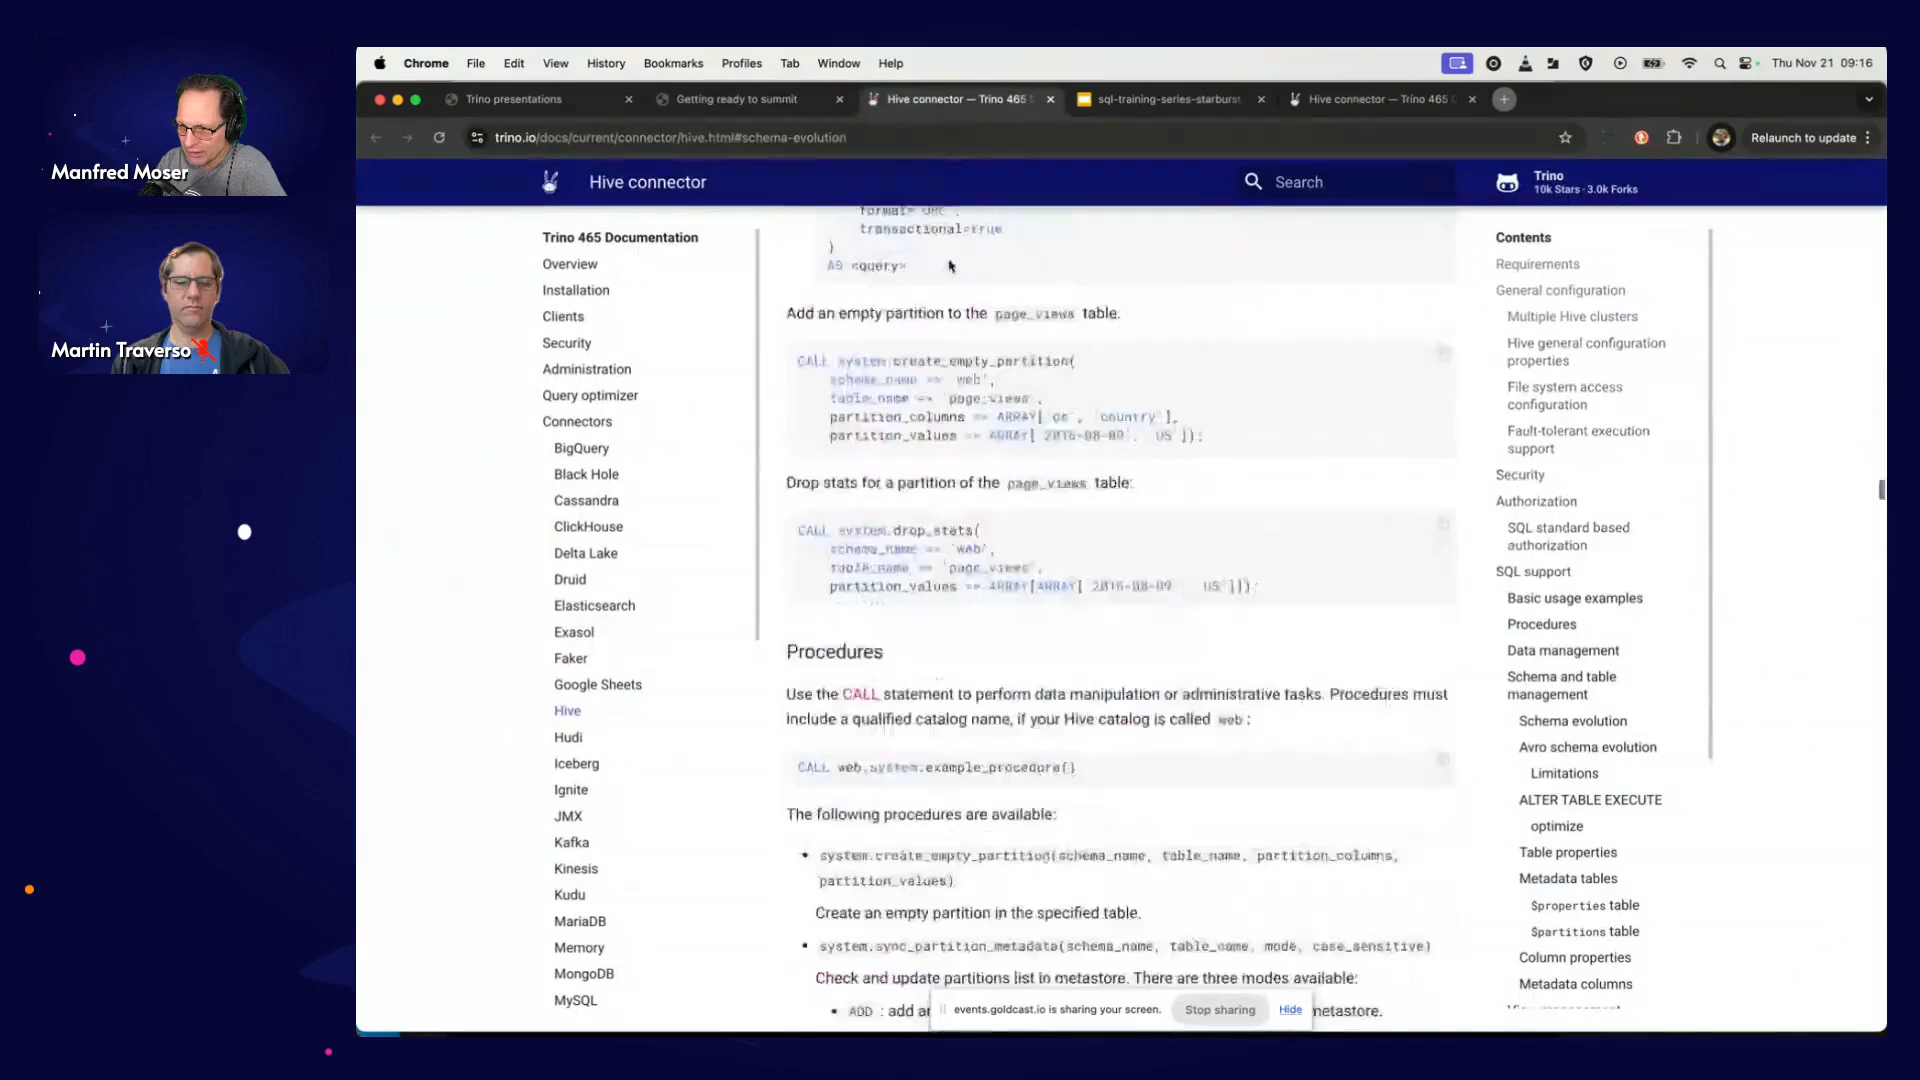 Manfred Moser
Martin Traverso
Chrome File Edit View History Bookmarks Profiles Tab Window Help
Thu Nov 21 09:16
Trino presentations
Getting ready to summit
Hive connector — Trino 465
sql-training-series-starburst
Hive connector — Trino 465
trino.io/docs/current/connector/hive.html#schema-evolution
Relaunch to update
Hive connector
Search
Trino
10k Stars · 3.0k Forks
Trino 465 Documentation
Overview
Installation
Clients
Security
Administration
Query optimizer
Connectors
BigQuery
Black Hole
Cassandra
ClickHouse
Delta Lake
Druid
Elasticsearch
Exasol
Faker
Google Sheets
Hive
Hudi
Iceberg
Ignite
JMX
Kafka
Kinesis
Kudu
MariaDB
Memory
MongoDB
MySQL
transactional=true
)
AS <query>
Add an empty partition to the page_views table.
CALL system.create_empty_partition(
schema_name => 'web',
table_name => 'page_views',
partition_columns => ARRAY['ds', 'country'],
partition_values => ARRAY['2016-08-09', 'US']);
Drop stats for a partition of the page_views table:
CALL system.drop_stats(
schema_name => 'web',
table_name => 'page_views',
partition_values => ARRAY[ARRAY['2016-08-09', 'US']]);
Procedures
Use the CALL statement to perform data manipulation or administrative tasks. Procedures must
include a qualified catalog name, if your Hive catalog is called web:
CALL web.system.example_procedure()
The following procedures are available:
system.create_empty_partition(schema_name, table_name, partition_columns,
partition_values)
Create an empty partition in the specified table.
system.sync_partition_metadata(schema_name, table_name, mode, case_sensitive)
Check and update partitions list in metastore. There are three modes available:
ADD : add
metastore.
events.goldcast.io is sharing your screen.
Stop sharing
Hide
Contents
Requirements
General configuration
Multiple Hive clusters
Hive general configuration
properties
File system access
configuration
Fault-tolerant execution
support
Security
Authorization
SQL standard based
authorization
SQL support
Basic usage examples
Procedures
Data management
Schema and table
management
Schema evolution
Avro schema evolution
Limitations
ALTER TABLE EXECUTE
optimize
Table properties
Metadata tables
$properties table
$partitions table
Column properties
Metadata columns